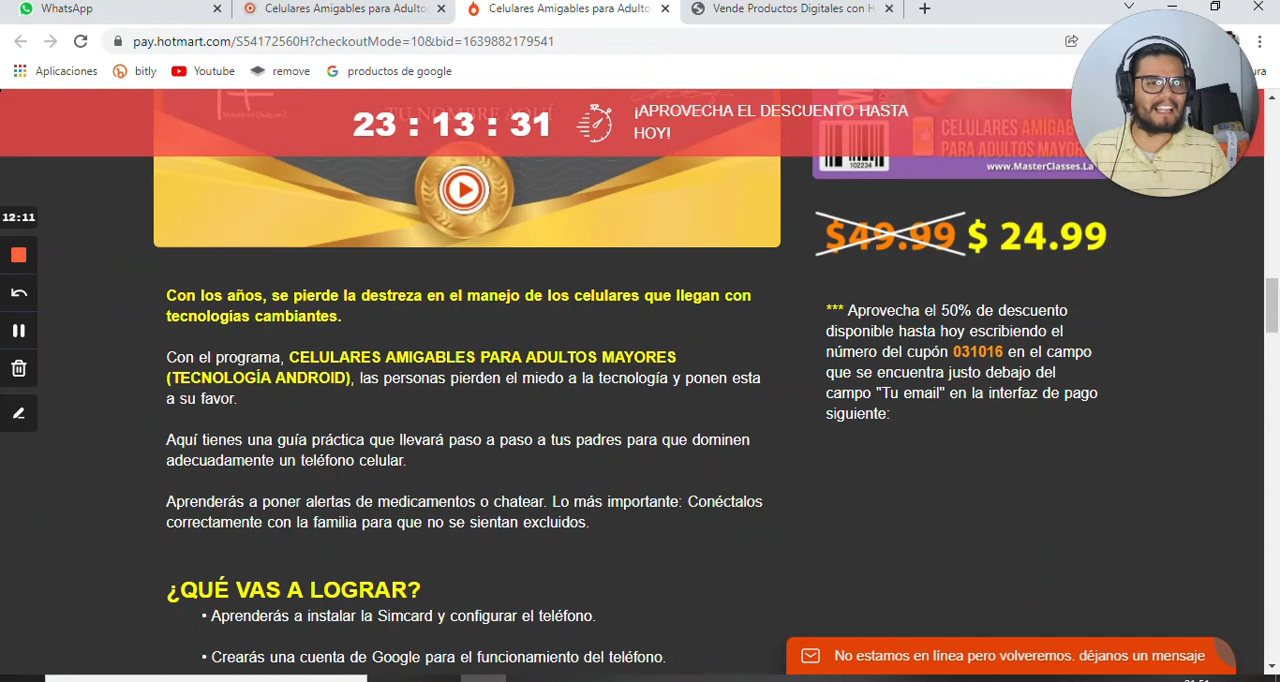 WhatsApp
Celulares Amigables para Adulto
Celulares Amigables para Adulto
Vende Productos Digitales con H
pay.hotmart.com/S54172560H?checkoutMode=10&bid=1639882179541
Aplicaciones
bitly
Youtube
remove
productos de google
TU NOMBRE AQUÍ
23 : 13 : 31
¡APROVECHA EL DESCUENTO HASTA
HOY!
CELULARES AMIGA
PARA ADULTOS MAYORES
102234
www.MasterClasses.La
12:11
$49.99 $ 24.99
Con los años, se pierde la destreza en el manejo de los celulares que llegan con
tecnologías cambiantes.
Con el programa, CELULARES AMIGABLES PARA ADULTOS MAYORES
(TECNOLOGÍA ANDROID), las personas pierden el miedo a la tecnología y ponen esta
a su favor.
Aquí tienes una guía práctica que llevará paso a paso a tus padres para que dominen
adecuadamente un teléfono celular.
Aprenderás a poner alertas de medicamentos o chatear. Lo más importante: Conéctalos
correctamente con la familia para que no se sientan excluidos.
*** Aprovecha el 50% de descuento
disponible hasta hoy escribiendo el
número del cupón 031016 en el campo
que se encuentra justo debajo del
campo "Tu email" en la interfaz de pago
siguiente:
¿QUÉ VAS A LOGRAR?
• Aprenderás a instalar la Simcard y configurar el teléfono.
• Crearás una cuenta de Google para el funcionamiento del teléfono.
No estamos en línea pero volveremos. déjanos un mensaje